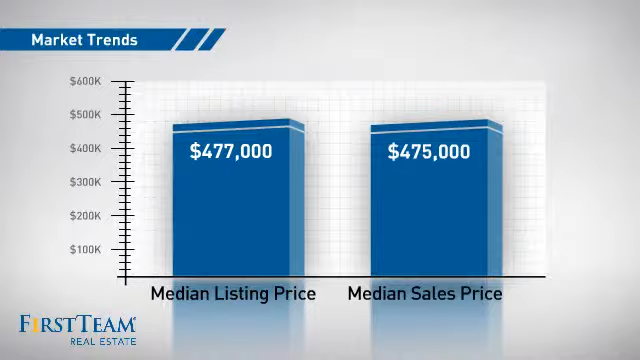 Market Trends
$600K
$500K
$400K
$300K
$200K
$100K
$477,000
$475,000
Median Listing Price
Median Sales Price
FIRSTTEAM®
REAL ESTATE